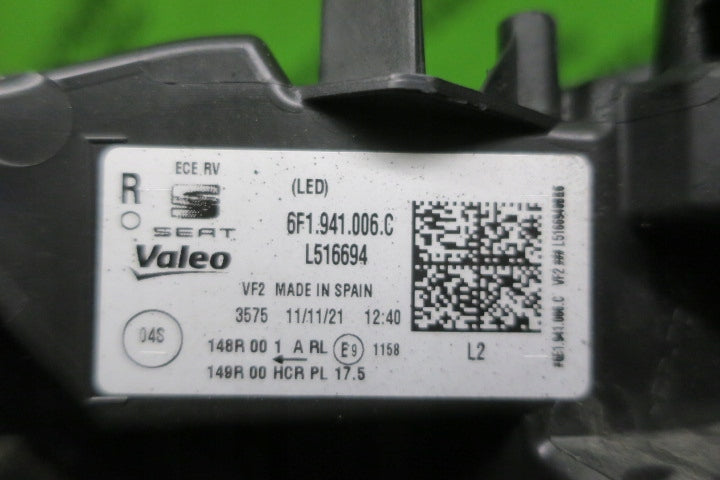 R
ECE RV
SEAT
Valeo
(LED)
6F1.941.006.C
L516694
VF2 MADE IN SPAIN
3575 11/11/21 12:40
04S
148R 00 1 A RL E9 1158
149R 00 HCR PL 17.5
L2
VF2 ###